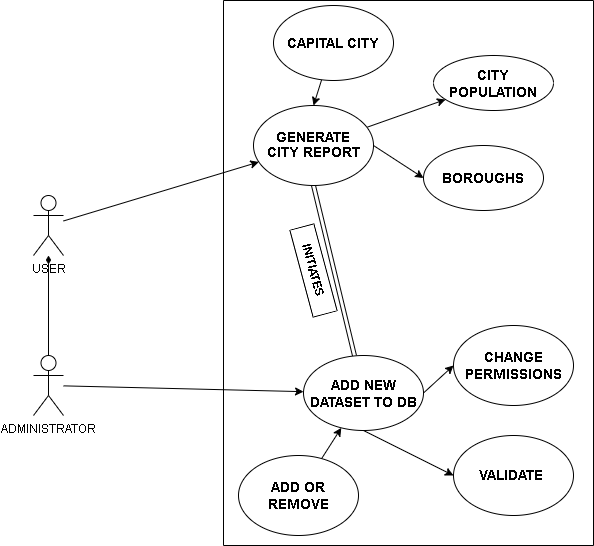 CAPITAL CITY
CITY
POPULATION
GENERATE
CITY REPORT
BOROUGHS
USER
INITIATES
CHANGE
PERMISSIONS
ADD NEW
DATASET TO DB
ADMINISTRATOR
VALIDATE
ADD OR
REMOVE